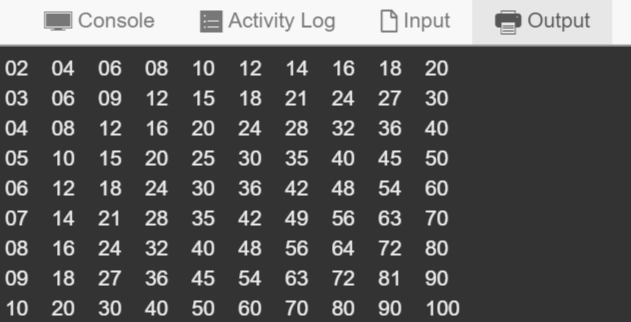 Console Activity Log Input Output
02 04 06 08 10 12 14 16 18 20
03 06 09 12 15 18 21 24 27 30
04 08 12 16 20 24 28 32 36 40
05 10 15 20 25 30 35 40 45 50
06 12 18 24 30 36 42 48 54 60
07 14 21 28 35 42 49 56 63 70
08 16 24 32 40 48 56 64 72 80
09 18 27 36 45 54 63 72 81 90
10 20 30 40 50 60 70 80 90 100